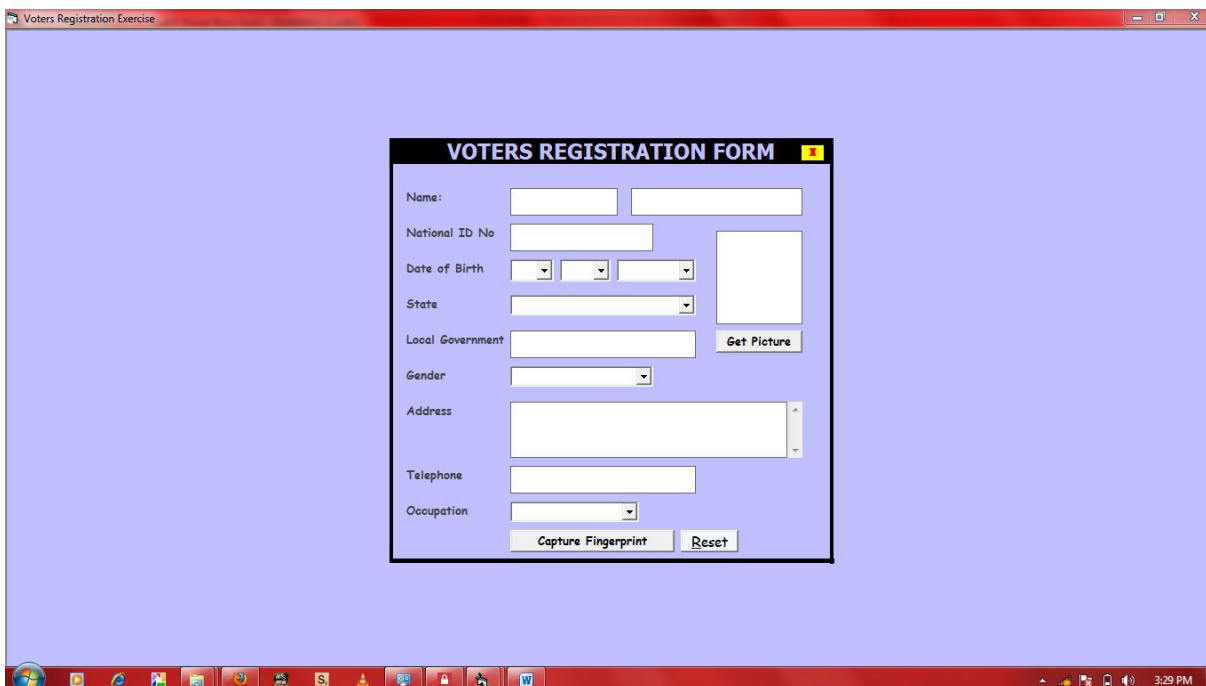 Voters Registration Exercise
VOTERS REGISTRATION FORM X
Name:
National ID No
Date of Birth
State
Local Government
Get Picture
Gender
Address
Telephone
Occupation
Capture Fingerprint Reset
3:29 PM